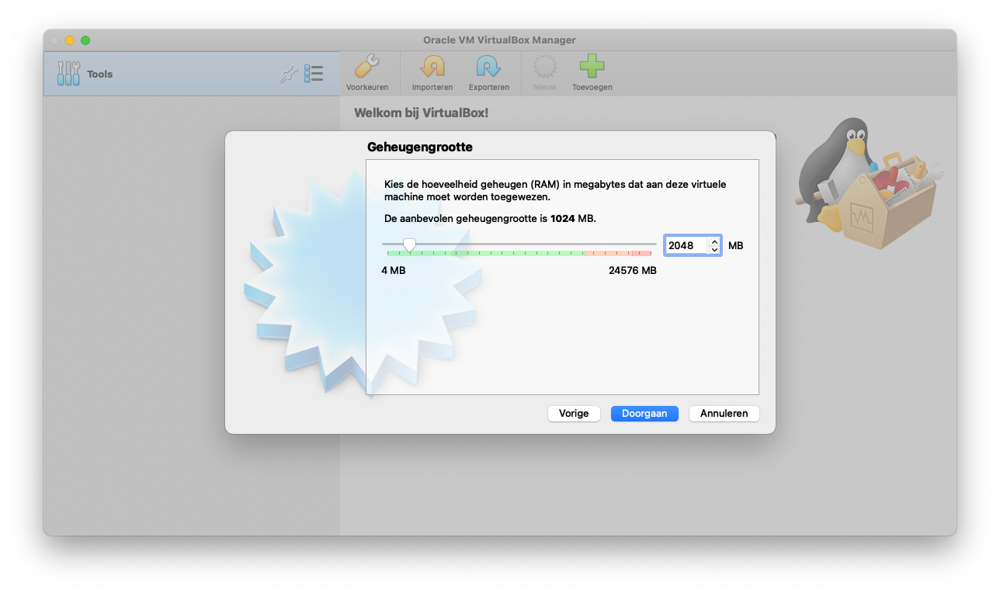 Oracle VM VirtualBox Manager
Tools
Voorkeuren
Importeren
Exporteren
Nieuw
Toevoegen
Welkom bij VirtualBox!
Geheugengrootte
Kies de hoeveelheid geheugen (RAM) in megabytes dat aan deze virtuele
machine moet worden toegewezen.
De aanbevolen geheugengrootte is 1024 MB.
2048 MB
4 MB
24576 MB
Vorige
Doorgaan
Annuleren